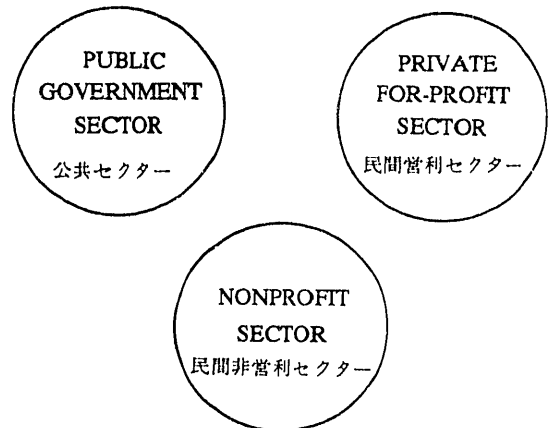 PUBLIC
GOVERNMENT
SECTOR
公共セクター
PRIVATE
FOR-PROFIT
SECTOR
民間営利セクター
NONPROFIT
SECTOR
民間非営利セクター